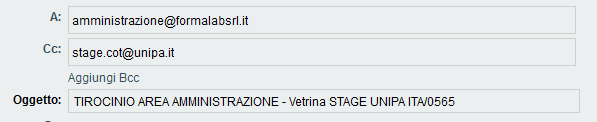 A: amministrazione@formalabsrl.it
Cc: stage.cot@unipa.it
Aggiungi Bcc
Oggetto: TIROCINIO AREA AMMINISTRAZIONE - Vetrina STAGE UNIPA ITA/0565